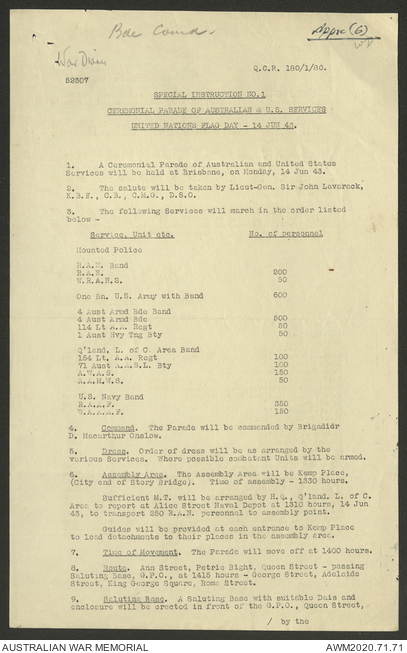 Bde Comd.
Appx (6)
War Diary
52307
Q.C.R. 180/1/80.
SPECIAL INSTRUCTION NO.1
CEREMONIAL PARADE OF AUSTRALIAN & U.S. SERVICES
UNITED NATIONS FLAG DAY - 14 JUN 43.
1. A Ceremonial Parade of Australian and United States
Services will be held at Brisbane, on Monday, 14 Jun 43.
2. The salute will be taken by Lieut-Gen. Sir John Lavarack,
K.B.E., C.B., C.M.G., D.S.O.
3. The following Services will march in the order listed
below -
Service, Unit etc. No. of personnel
Mounted Police
R.A.N. Band
R.A.N. 200
W.R.A.N.S. 50
One Bn. U.S. Army with Band 600
4 Aust Armd Bde Band
4 Aust Armd Bde 500
114 Lt A.A. Regt 50
1 Aust Hvy Tng Bty 50
Q'land. L. of C. Area Band
154 Lt. A.A. Regt 100
71 Aust A.A.S.L. Bty 100
A.W.A.S. 150
A.A.M.W.S. 50
U.S. Navy Band
R.A.A.F. 350
W.A.A.A.F. 150
4. Command. The Parade will be commanded by Brigadier
D. Macarthur Onslow.
5. Dress. Order of dress will be as arranged by the
various Services. Where possible combatant Units will be armed.
6. Assembly Area. The Assembly Area will be Kemp Place,
(City end of Story Bridge). Time of assembly - 1330 hours.
Sufficient M.T. will be arranged by H.Q., Q'land. L. of C.
Area to report at Alice Street Naval Depot at 1310 hours, 14 Jun
43, to transport 250 R.A.N. personnel to assembly point.
Guides will be provided at each entrance to Kemp Place
to lead detachments to their places in the assembly area.
7. Time of Movement. The Parade will move off at 1400 hours.
8. Route. Ann Street, Petrie Bight, Queen Street - passing
Saluting Base, G.P.O., at 1415 hours - George Street, Adelaide
Street, King George Square, Roma Street.
9. Saluting Base. A Saluting Base with suitable Dais and
enclosure will be erected in front of the G.P.O., Queen Street,
/ by the
AUSTRALIAN WAR MEMORIAL AWM2020.71.71